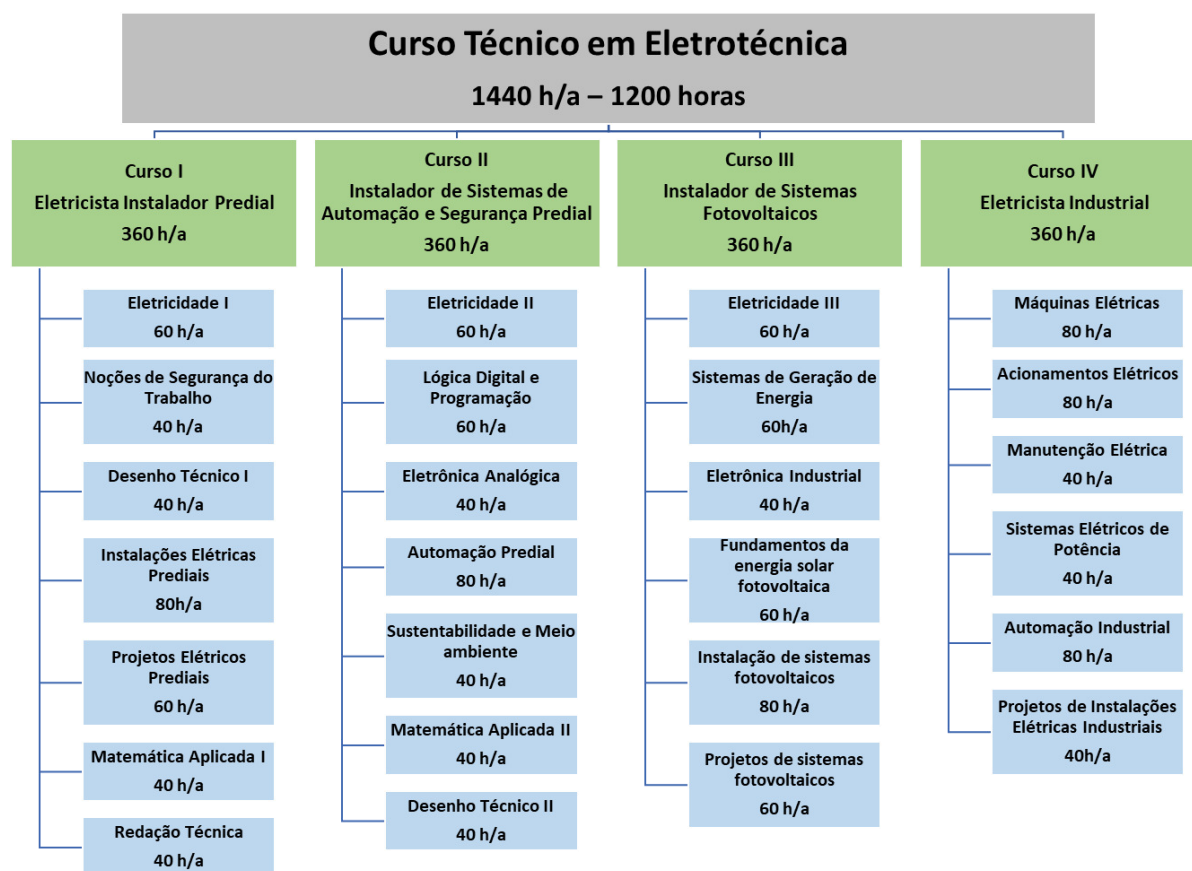 Curso Técnico em Eletrotécnica
1440 h/a – 1200 horas
Curso I
Eletricista Instalador Predial
360 h/a
Eletricidade I
60 h/a
Noções de Segurança do
Trabalho
40 h/a
Desenho Técnico I
40 h/a
Instalações Elétricas
Prediais
80h/a
Projetos Elétricos
Prediais
60 h/a
Matemática Aplicada I
40 h/a
Redação Técnica
40 h/a
Curso II
Instalador de Sistemas de
Automação e Segurança Predial
360 h/a
Eletricidade II
60 h/a
Lógica Digital e
Programação
60 h/a
Eletrônica Analógica
40 h/a
Automação Predial
80 h/a
Sustentabilidade e Meio
ambiente
40 h/a
Matemática Aplicada II
40 h/a
Desenho Técnico II
40 h/a
Curso III
Instalador de Sistemas
Fotovoltaicos
360 h/a
Eletricidade III
60 h/a
Sistemas de Geração de
Energia
60h/a
Eletrônica Industrial
40 h/a
Fundamentos da
energia solar
fotovoltaica
60 h/a
Instalação de sistemas
fotovoltaicos
80 h/a
Projetos de sistemas
fotovoltaicos
60 h/a
Curso IV
Eletricista Industrial
360 h/a
Máquinas Elétricas
80 h/a
Acionamentos Elétricos
80 h/a
Manutenção Elétrica
40 h/a
Sistemas Elétricos de
Potência
40 h/a
Automação Industrial
80 h/a
Projetos de Instalações
Elétricas Industriais
40h/a